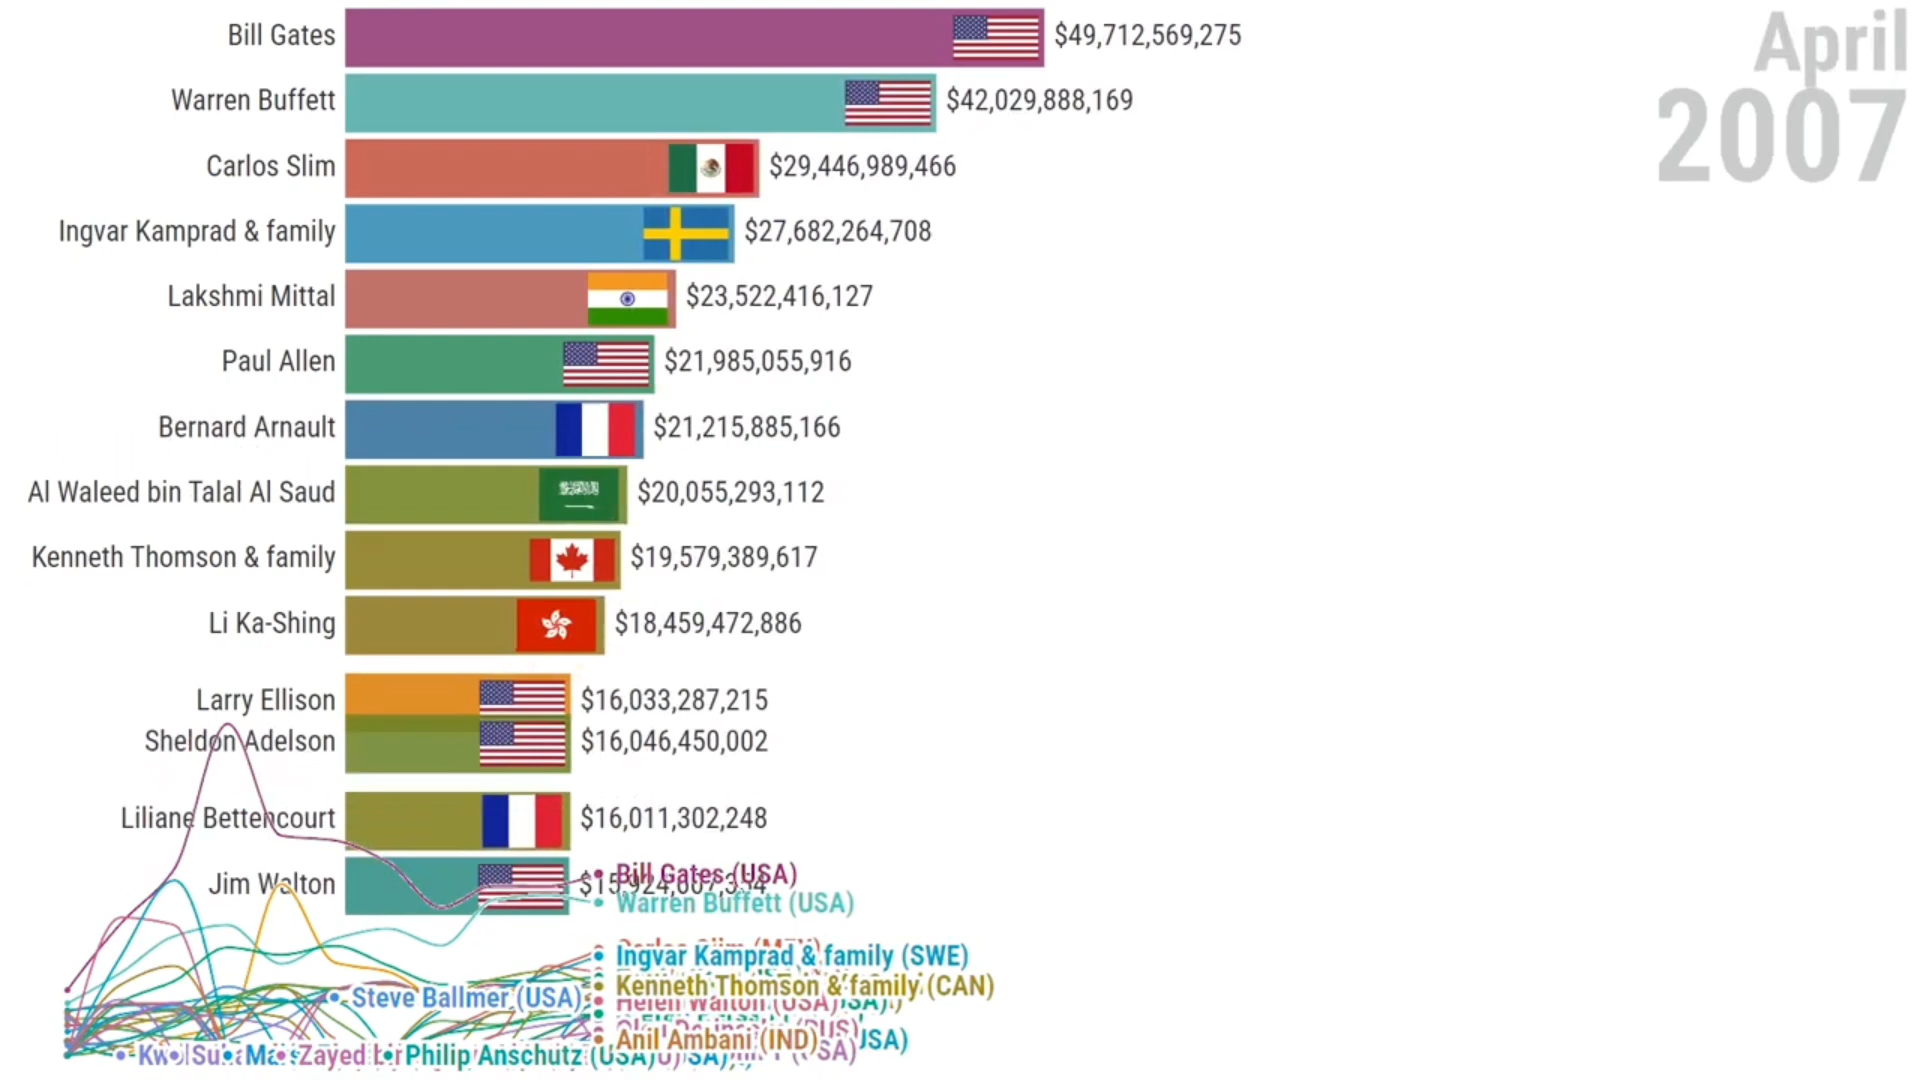 April
2007
Bill Gates $49,712,569,275
Warren Buffett $42,029,888,169
Carlos Slim $29,446,989,466
Ingvar Kamprad & family $27,682,264,708
Lakshmi Mittal $23,522,416,127
Paul Allen $21,985,055,916
Bernard Arnault $21,215,885,166
Al Waleed bin Talal Al Saud $20,055,293,112
Kenneth Thomson & family $19,579,389,617
Li Ka-Shing $18,459,472,886
Larry Ellison $16,033,287,215
Sheldon Adelson $16,046,450,002
Liliane Bettencourt $16,011,302,248
Jim Walton
Bill Gates (USA)
Warren Buffett (USA)
Ingvar Kamprad & family (SWE)
Kenneth Thomson & family (CAN)
Steve Ballmer (USA)
Helen Walton (USA)
Anil Ambani (IND)
Zayed
Philip Anschutz (USA)